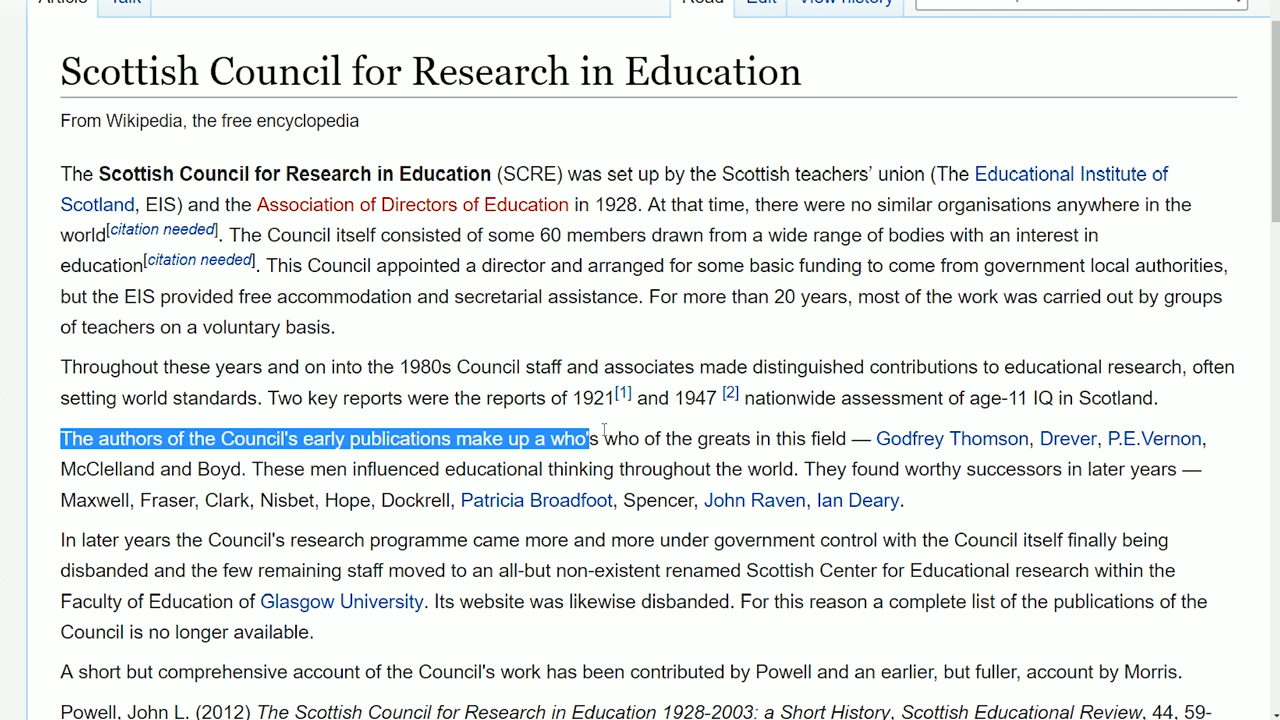 Article Talk Read Edit View history
Scottish Council for Research in Education
From Wikipedia, the free encyclopedia
The Scottish Council for Research in Education (SCRE) was set up by the Scottish teachers' union (The Educational Institute of
Scotland, EIS) and the Association of Directors of Education in 1928. At that time, there were no similar organisations anywhere in the
world[citation needed]. The Council itself consisted of some 60 members drawn from a wide range of bodies with an interest in
education[citation needed]. This Council appointed a director and arranged for some basic funding to come from government local authorities,
but the EIS provided free accommodation and secretarial assistance. For more than 20 years, most of the work was carried out by groups
of teachers on a voluntary basis.
Throughout these years and on into the 1980s Council staff and associates made distinguished contributions to educational research, often
setting world standards. Two key reports were the reports of 1921[1] and 1947 [2] nationwide assessment of age-11 IQ in Scotland.
The authors of the Council's early publications make up a who's who of the greats in this field — Godfrey Thomson, Drever, P.E.Vernon,
McClelland and Boyd. These men influenced educational thinking throughout the world. They found worthy successors in later years —
Maxwell, Fraser, Clark, Nisbet, Hope, Dockrell, Patricia Broadfoot, Spencer, John Raven, Ian Deary.
In later years the Council's research programme came more and more under government control with the Council itself finally being
disbanded and the few remaining staff moved to an all-but non-existent renamed Scottish Center for Educational research within the
Faculty of Education of Glasgow University. Its website was likewise disbanded. For this reason a complete list of the publications of the
Council is no longer available.
A short but comprehensive account of the Council's work has been contributed by Powell and an earlier, but fuller, account by Morris.
Powell, John L. (2012) The Scottish Council for Research in Education 1928-2003: a Short History, Scottish Educational Review, 44, 59-